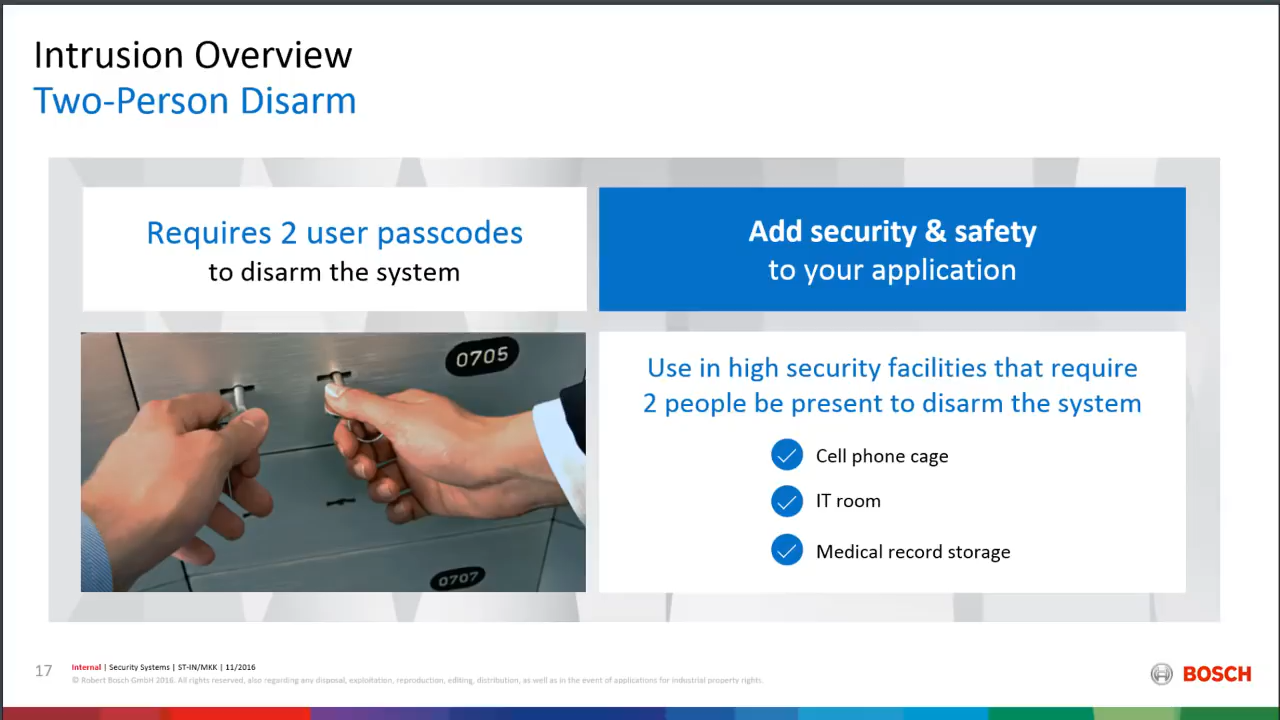 Intrusion Overview
Two-Person Disarm
Requires 2 user passcodes
to disarm the system
Add security & safety
to your application
0705
0707
Use in high security facilities that require
2 people be present to disarm the system
Cell phone cage
IT room
Medical record storage
17
Internal | Security Systems | ST-IN/MKK | 11/2016
© Robert Bosch GmbH 2016. All rights reserved, also regarding any disposal, exploitation, reproduction, editing, distribution, as well as in the event of applications for industrial property rights.
BOSCH